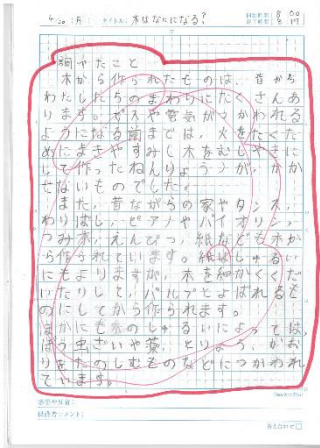 4/20(月) タイトル:木はなにになる?
調べたこと
木から作られたものは、昔から
わたしたちのまわりにたくさんあ
ります。ガスや電気がつかわれる
ようになる前までは、火をたくた
めにまきやすみ(木をむしやきに
して作ったねんりょう)が、かか
せないものでした。
また、昔ながらの家やタンス、
わりばし、ピアノやバイオリン、
つみ木、えんぴつ、紙なども木か
ら作られています。紙はしゅるい
にもよりますが、木を細かくくだ
いたりして、パルプとよばれるも
のにしてから作られます。
ほかにも木のしゅるいによっては、
ぼう虫ざいや薬、とりょう、かお
りをたのしむものなどにつかわれ
ています。
感想や反省: